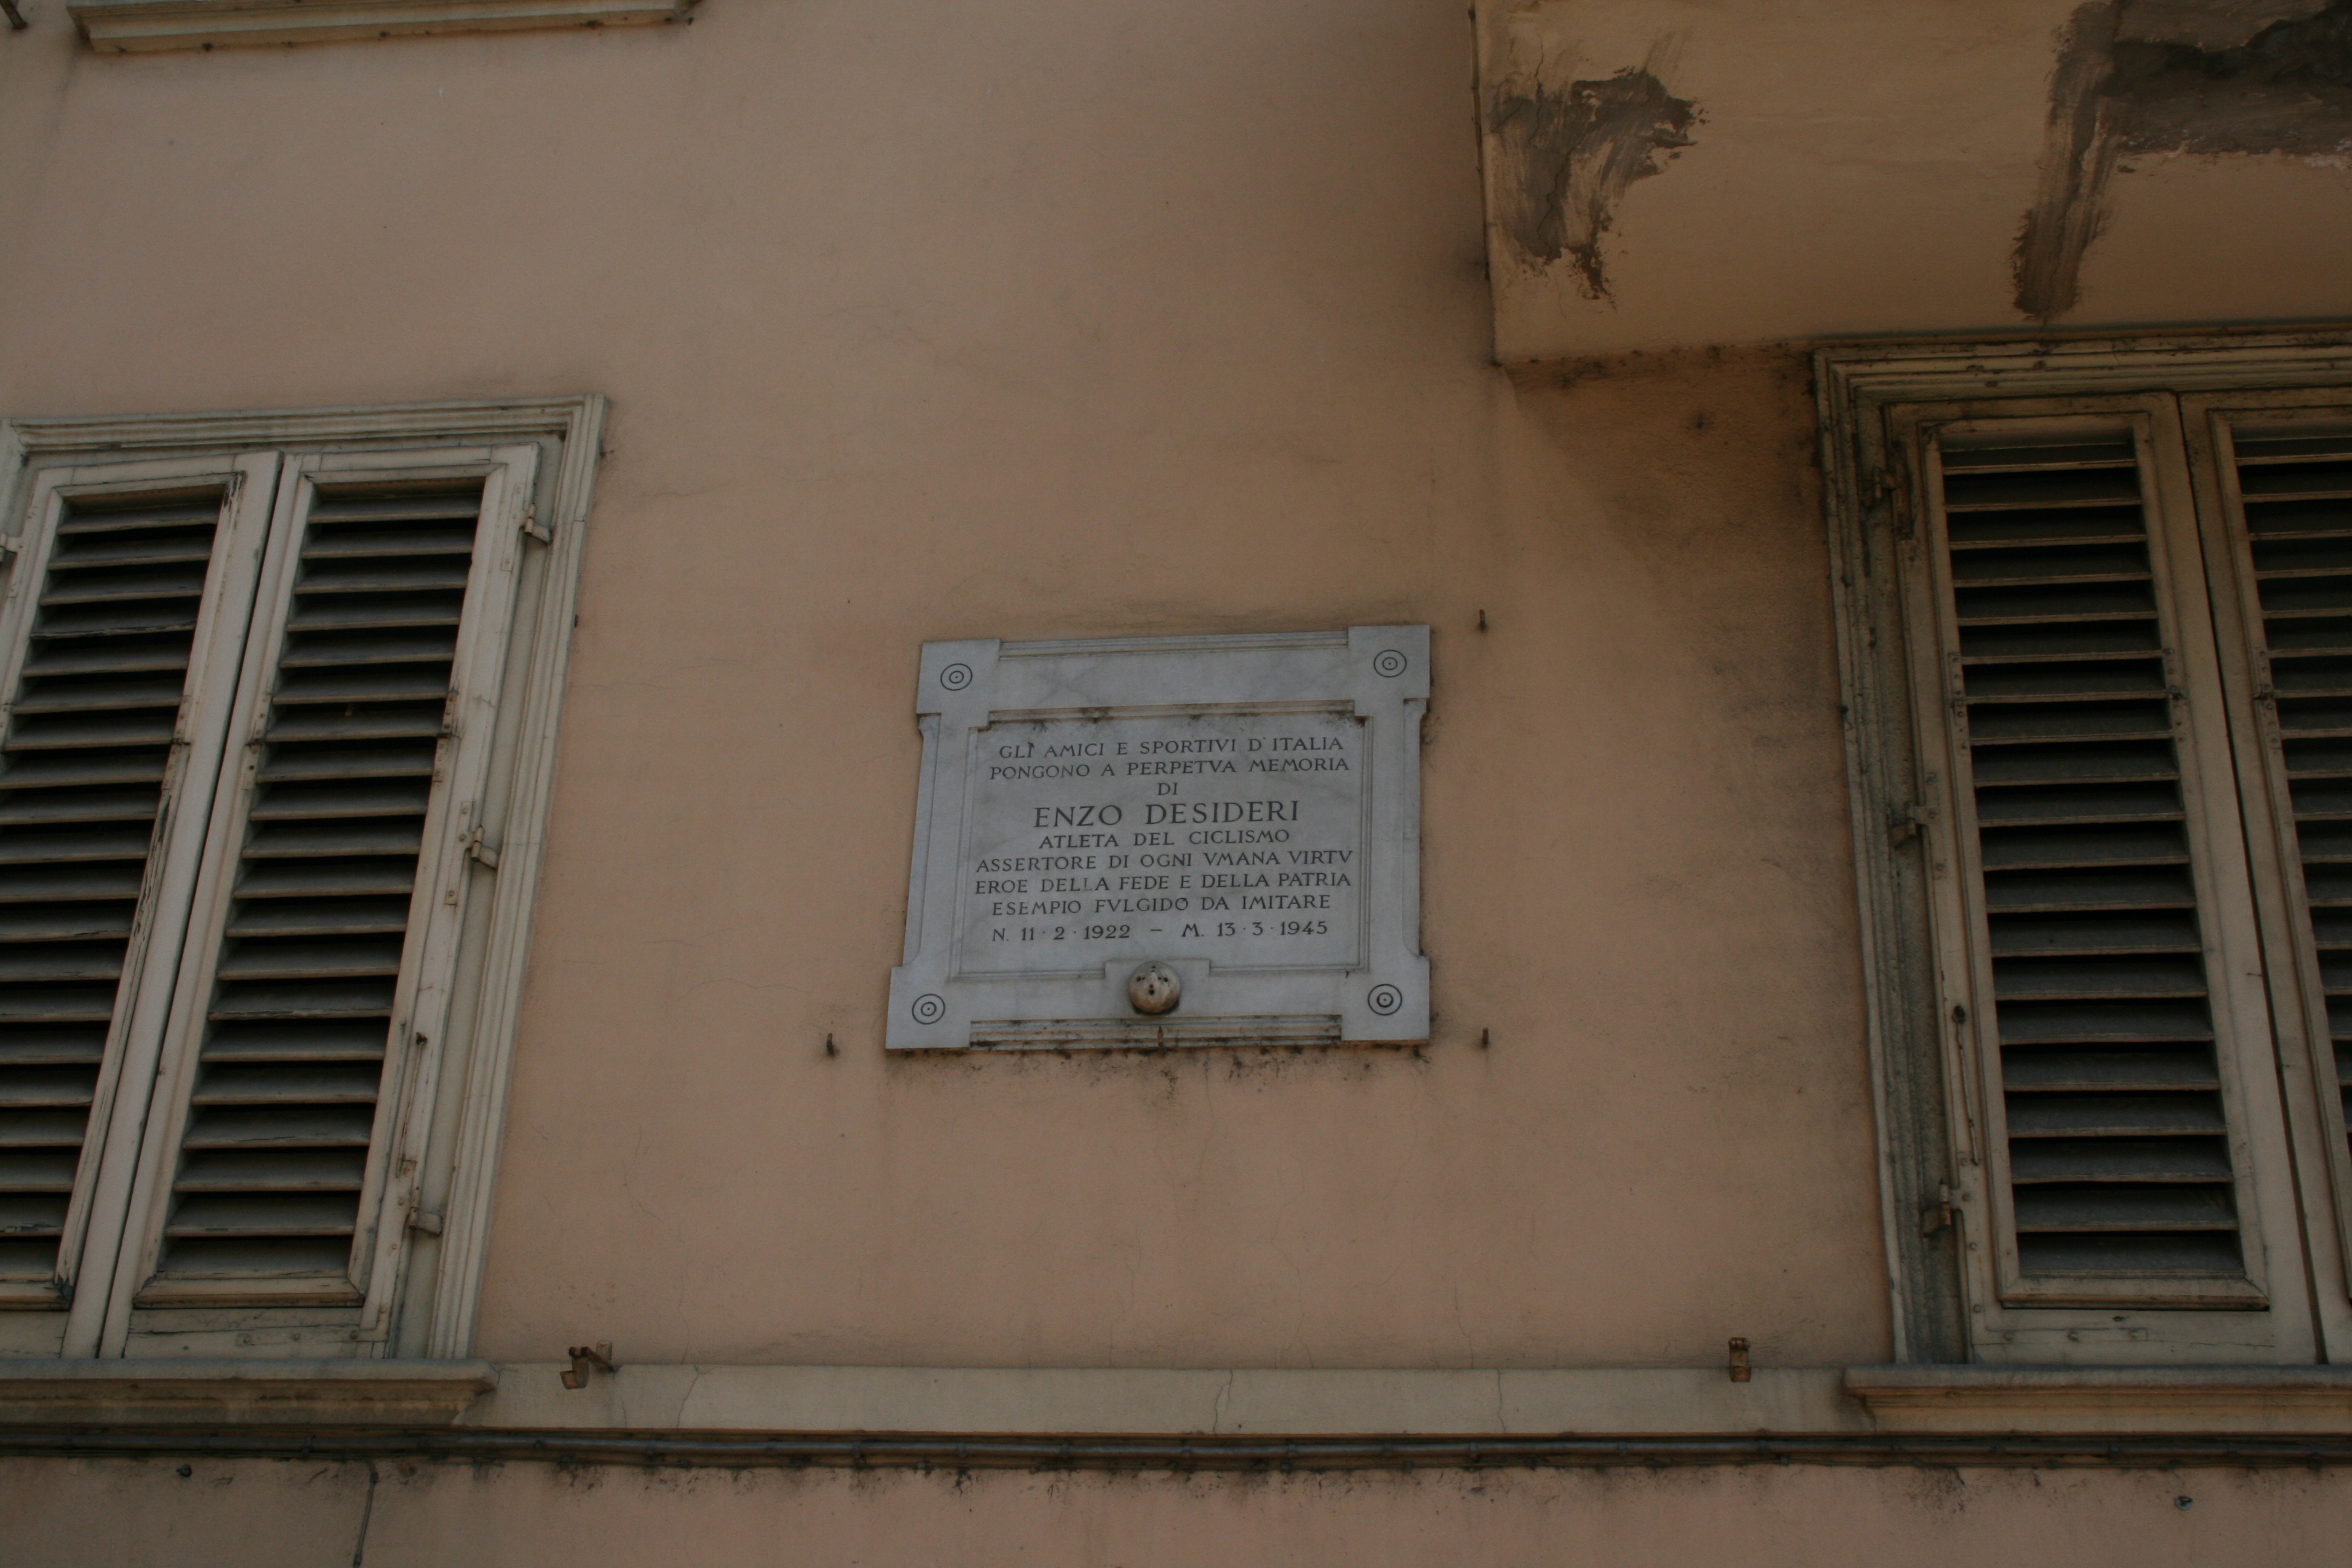 GLI AMICI E SPORTIVI D'ITALIA
PONGONO A PERPETVA MEMORIA
DI
ENZO DESIDERI
ATLETA DEL CICLISMO
ASSERTORE DI OGNI VMANA VIRTV
EROE DELLA FEDE E DELLA PATRIA
ESEMPIO FVLGIDO DA IMITARE
N. 11·2·1922 – M. 13·3·1945